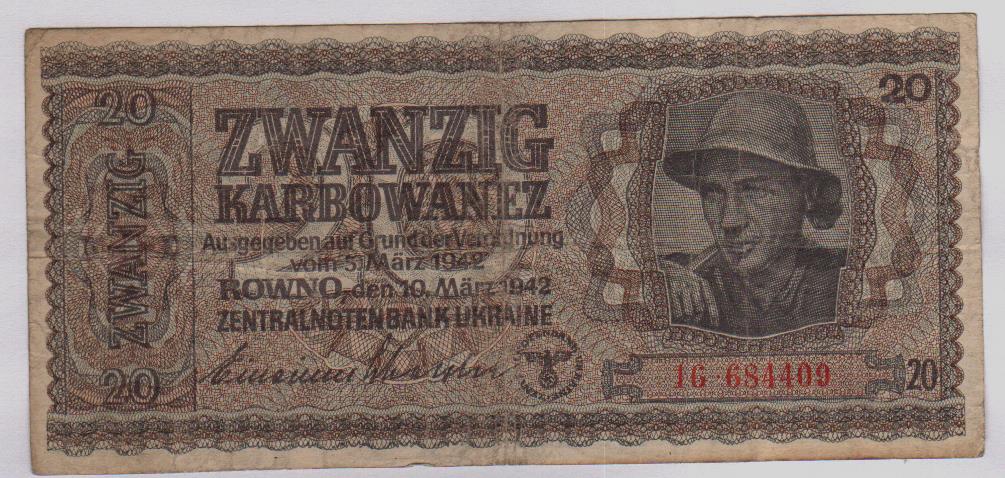 20
20
ZWANZIG
ZWANZIG
KARBOWANEZ
Ausgegeben auf Grund der Verordnung
vom 5. März 1942
ROWNO, den 10. März 1942
ZENTRALNOTENBANK UKRAINE
16·684409
20
20